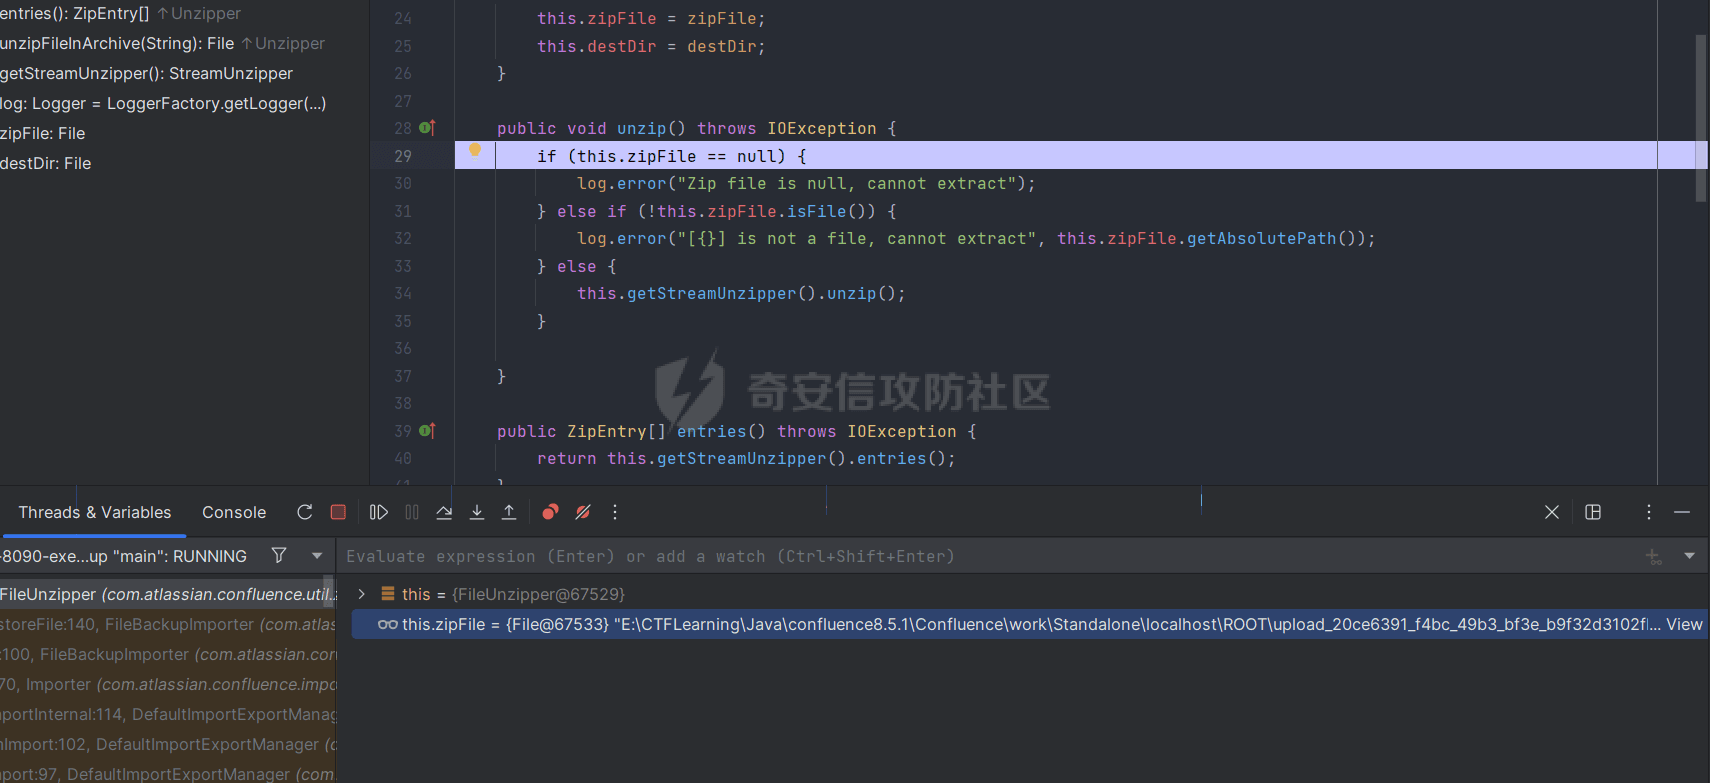 entries(): ZipEntry[] ↑Unzipper
unzipFileInArchive(String): File ↑Unzipper
getStreamUnzipper(): StreamUnzipper
log: Logger = LoggerFactory.getLogger(...)
zipFile: File
destDir: File
24 this.zipFile = zipFile;
25 this.destDir = destDir;
26 }
27
28 public void unzip() throws IOException {
29 if (this.zipFile == null) {
30 log.error("Zip file is null, cannot extract");
31 } else if (!this.zipFile.isFile()) {
32 log.error("[{}] is not a file, cannot extract", this.zipFile.getAbsolutePath());
33 } else {
34 this.getStreamUnzipper().unzip();
35 }
36
37 }
38
奇安信攻防社区
39 public ZipEntry[] entries() throws IOException {
40 return this.getStreamUnzipper().entries();
41 }
Threads & Variables Console
-8090-exe...up "main": RUNNING
Evaluate expression (Enter) or add a watch (Ctrl+Shift+Enter)
FileUnzipper (com.atlassian.confluence.util...
storeFile:140, FileBackupImporter (com.atlas
:100, FileBackupImporter (com.atlassian.con
70, Importer (com.atlassian.confluence.impo
portInternal:114, DefaultImportExportManag
nImport:102, DefaultImportExportManager (c
port:97, DefaultImportExportManager (com.
this = {FileUnzipper@67529}
this.zipFile = {File@67533} "E:\CTFLearning\Java\confluence8.5.1\Confluence\work\Standalone\localhost\ROOT\upload_20ce6391_f4bc_49b3_bf3e_b9f32d3102f... View